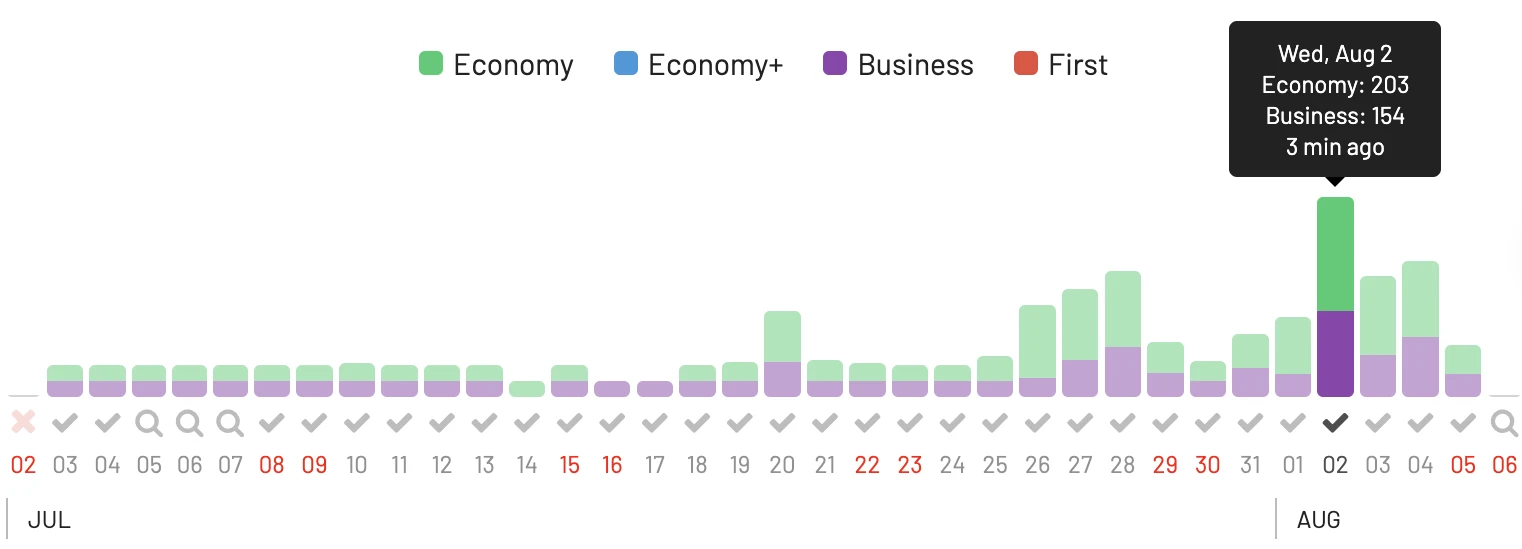 Economy Economy+ Business First
Wed, Aug 2
Economy: 203
Business: 154
3 min ago
02 03 04 05 06 07 08 09 10 11 12 13 14 15 16 17 18 19 20 21 22 23 24 25 26 27 28 29 30 31 01 02 03 04 05 06
JUL AUG